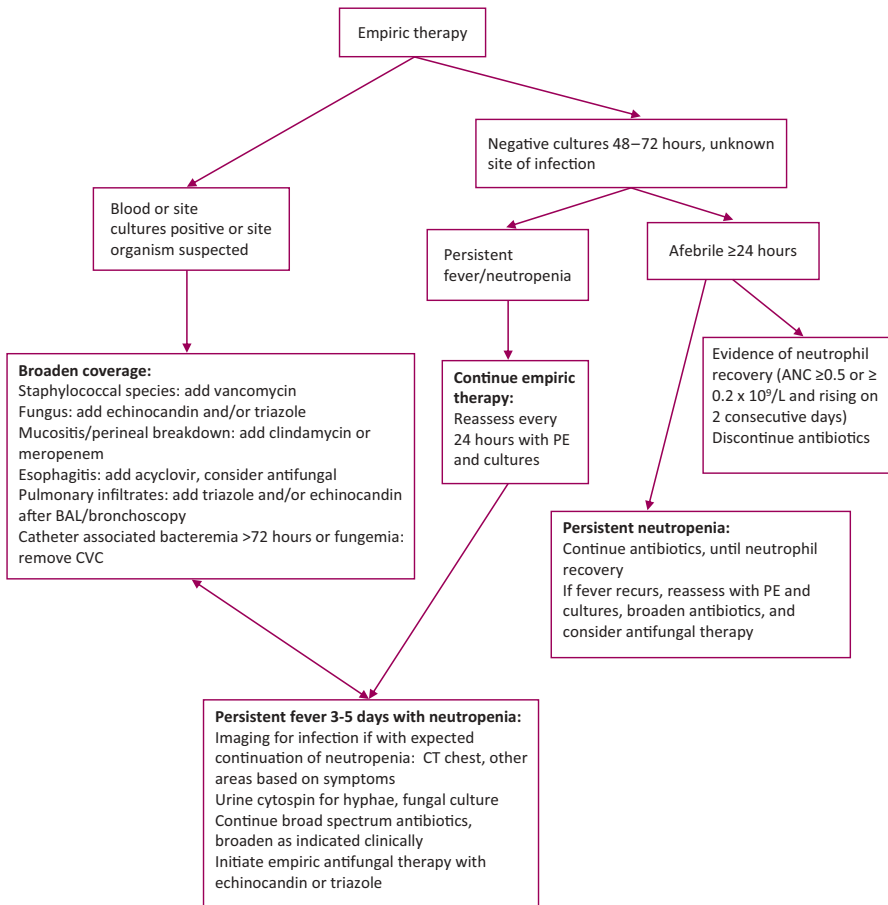 Empiric therapy
Negative cultures 48–72 hours, unknown
site of infection
Blood or site
cultures positive or site
organism suspected
Persistent
fever/neutropenia
Afebrile ≥24 hours
Broaden coverage:
Staphylococcal species: add vancomycin
Fungus: add echinocandin and/or triazole
Mucositis/perineal breakdown: add clindamycin or
meropenem
Esophagitis: add acyclovir, consider antifungal
Pulmonary infiltrates: add triazole and/or echinocandin
after BAL/bronchoscopy
Catheter associated bacteremia >72 hours or fungemia:
remove CVC
Continue empiric
therapy:
Reassess every
24 hours with PE
and cultures
Evidence of neutrophil
recovery (ANC ≥0.5 or ≥
0.2 x 10⁹/L and rising on
2 consecutive days)
Discontinue antibiotics
Persistent neutropenia:
Continue antibiotics, until neutrophil
recovery
If fever recurs, reassess with PE and
cultures, broaden antibiotics, and
consider antifungal therapy
Persistent fever 3-5 days with neutropenia:
Imaging for infection if with expected
continuation of neutropenia: CT chest, other
areas based on symptoms
Urine cytospin for hyphae, fungal culture
Continue broad spectrum antibiotics,
broaden as indicated clinically
Initiate empiric antifungal therapy with
echinocandin or triazole